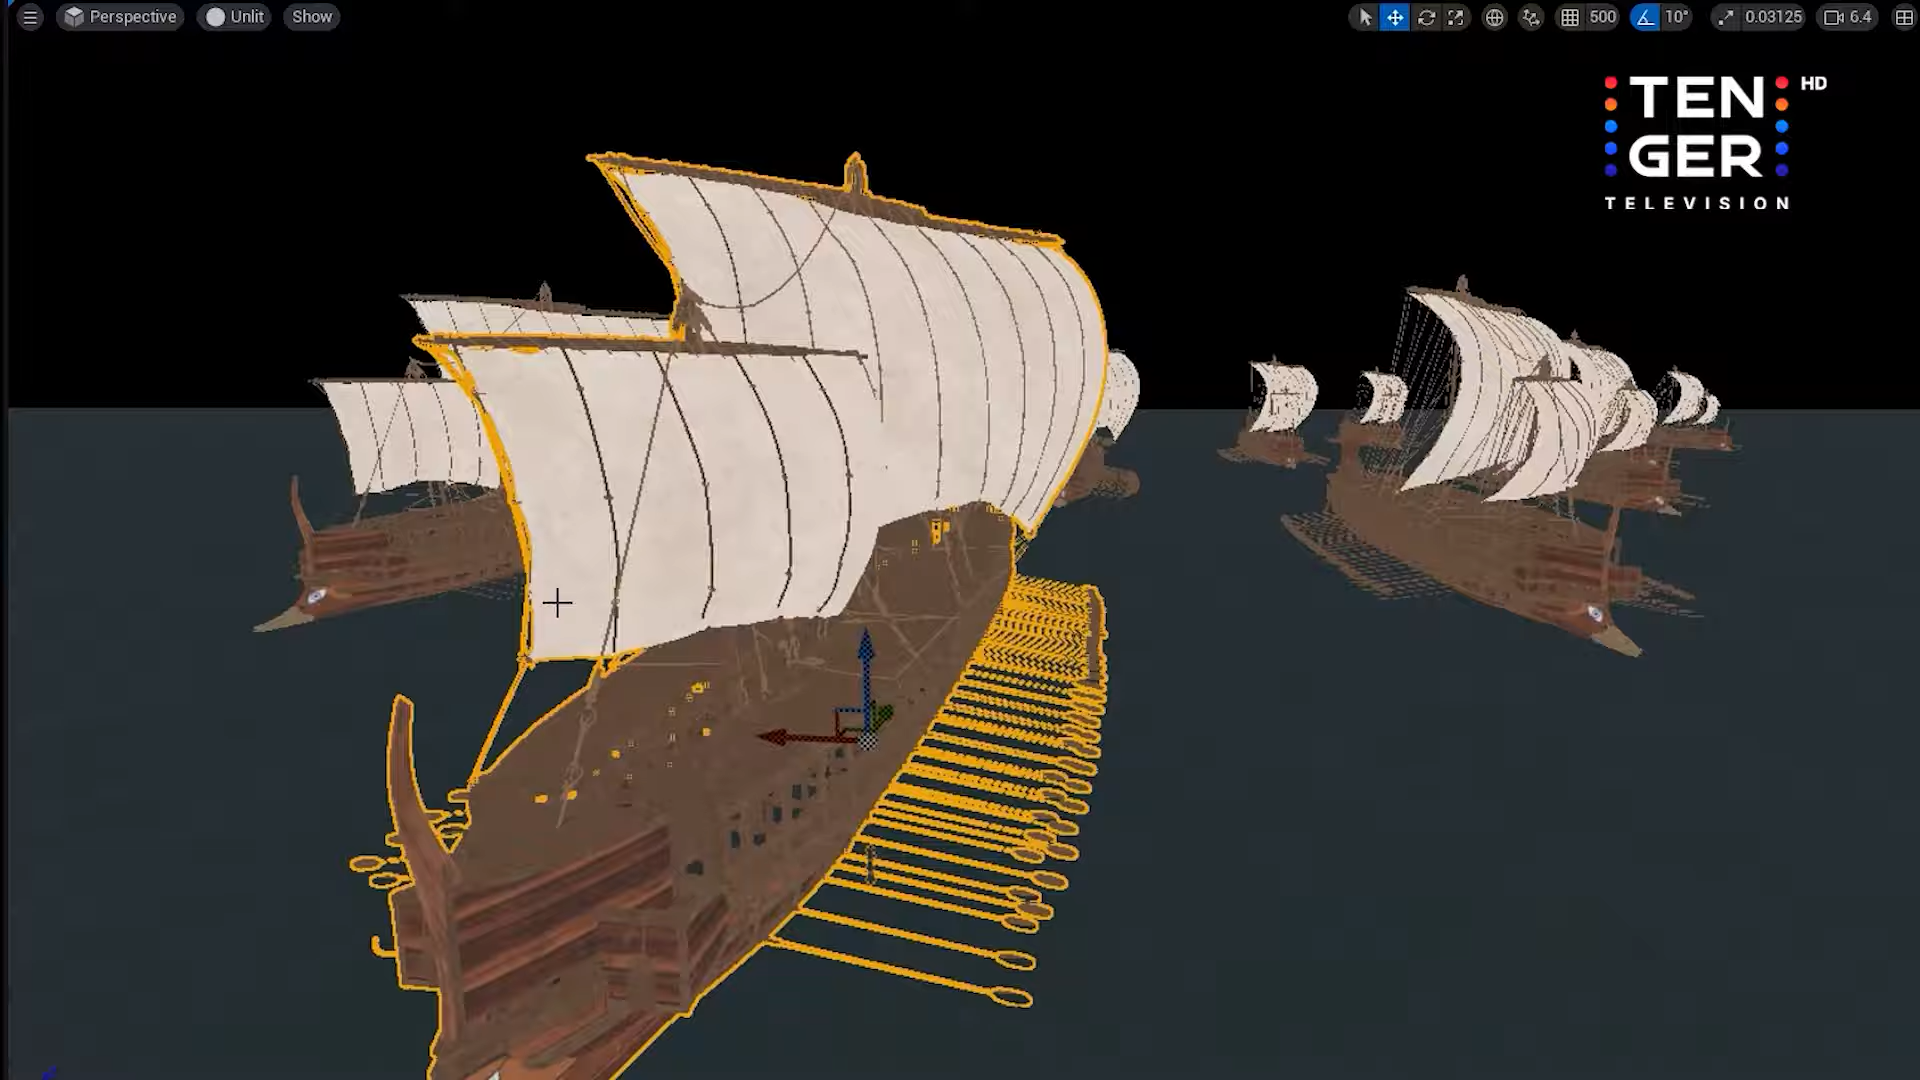 Perspective
Unlit
Show
500
10°
0.03125
6.4
TEN HD
GER
TELEVISION